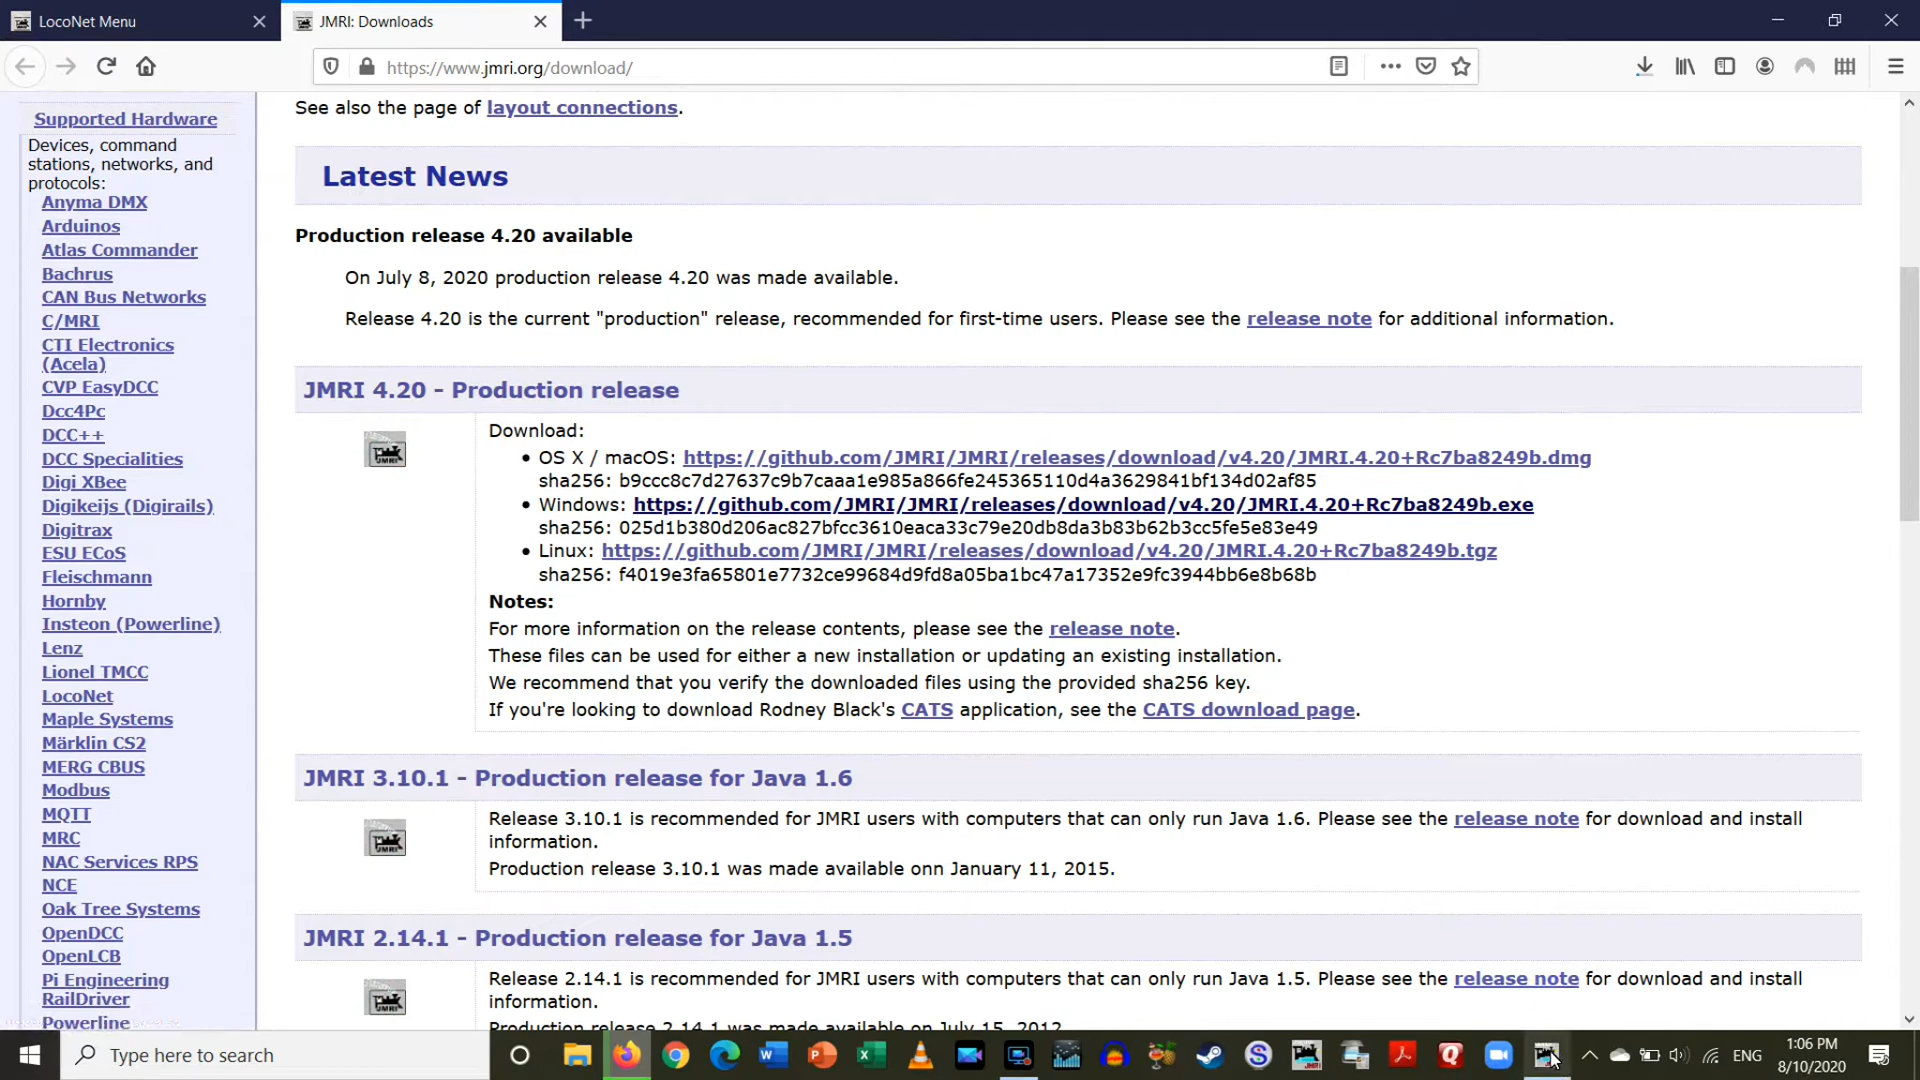 LocoNet Menu
JMRI: Downloads
https://www.jmri.org/download/
Supported Hardware
Devices, command
stations, networks, and
protocols:
Anyma DMX
Arduinos
Atlas Commander
Bachrus
CAN Bus Networks
C/MRI
CTI Electronics
(Acela)
CVP EasyDCC
Dcc4Pc
DCC++
DCC Specialities
Digi XBee
Digikeijs (Digirails)
Digitrax
ESU ECoS
Fleischmann
Hornby
Insteon (Powerline)
Lenz
Lionel TMCC
LocoNet
Maple Systems
Märklin CS2
MERG CBUS
Modbus
MQTT
MRC
NAC Services RPS
NCE
Oak Tree Systems
OpenDCC
OpenLCB
Pi Engineering
RailDriver
Powerline
See also the page of layout connections.
Latest News
Production release 4.20 available
On July 8, 2020 production release 4.20 was made available.
Release 4.20 is the current "production" release, recommended for first-time users. Please see the release note for additional information.
JMRI 4.20 - Production release
Download:
• OS X / macOS: https://github.com/JMRI/JMRI/releases/download/v4.20/JMRI.4.20+Rc7ba8249b.dmg
sha256: b9ccc8c7d27637c9b7caaa1e985a866fe245365110d4a3629841bf134d02af85
• Windows: https://github.com/JMRI/JMRI/releases/download/v4.20/JMRI.4.20+Rc7ba8249b.exe
sha256: 025d1b380d206ac827bfcc3610eaca33c79e20db8da3b83b62b3cc5fe5e83e49
• Linux: https://github.com/JMRI/JMRI/releases/download/v4.20/JMRI.4.20+Rc7ba8249b.tgz
sha256: f4019e3fa65801e7732ce99684d9fd8a05ba1bc47a17352e9fc3944bb6e8b68b
Notes:
For more information on the release contents, please see the release note.
These files can be used for either a new installation or updating an existing installation.
We recommend that you verify the downloaded files using the provided sha256 key.
If you're looking to download Rodney Black's CATS application, see the CATS download page.
JMRI 3.10.1 - Production release for Java 1.6
Release 3.10.1 is recommended for JMRI users with computers that can only run Java 1.6. Please see the release note for download and install
information.
Production release 3.10.1 was made available onn January 11, 2015.
JMRI 2.14.1 - Production release for Java 1.5
Release 2.14.1 is recommended for JMRI users with computers that can only run Java 1.5. Please see the release note for download and install
information.
Production release 2.14.1 was made available on July 15, 2012.
Type here to search
ENG
1:06 PM
8/10/2020